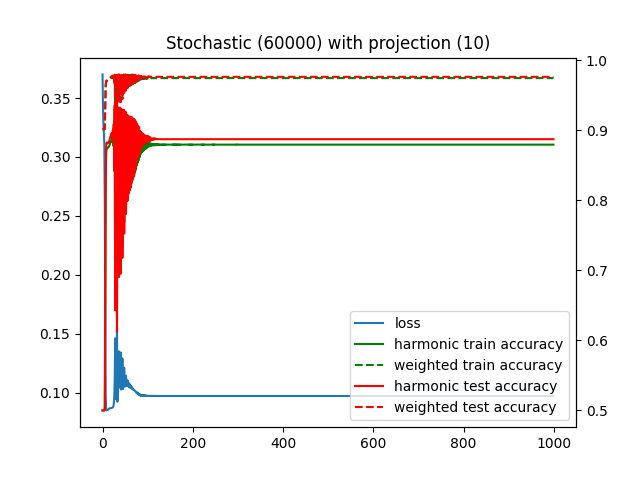 Stochastic (60000) with projection (10)
0.35
0.30
0.25
0.20
0.15
0.10
1.0
0.9
0.8
0.7
0.6
0.5
loss
harmonic train accuracy
weighted train accuracy
harmonic test accuracy
weighted test accuracy
0 200 400 600 800 1000